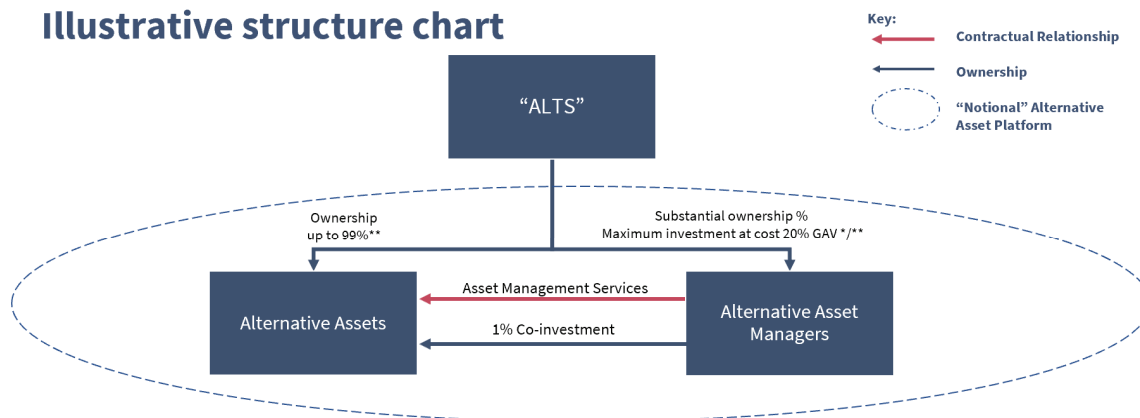 Illustrative structure chart
Key:
Contractual Relationship
Ownership
“Notional” Alternative
Asset Platform
“ALTS”
Ownership
up to 99%**
Substantial ownership %
Maximum investment at cost 20% GAV */**
Alternative Assets
Asset Management Services
1% Co-investment
Alternative Asset
Managers